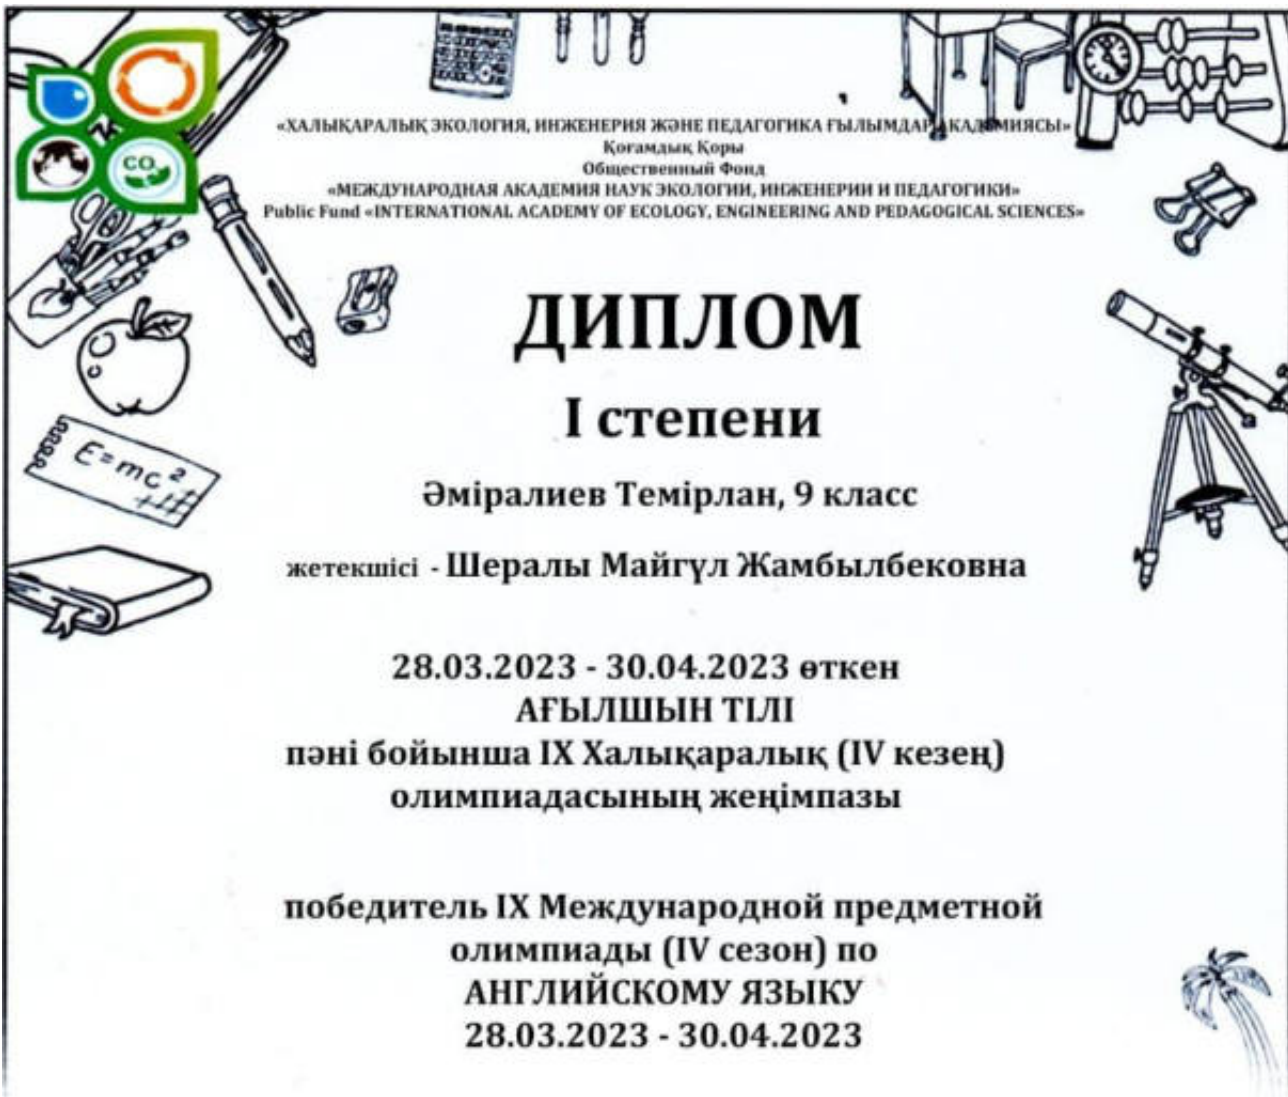 «ХАЛЫҚАРАЛЫҚ ЭКОЛОГИЯ, ИНЖЕНЕРИЯ ЖӘНЕ ПЕДАГОГИКА ҒЫЛЫМДАР АКАДЕМИЯСЫ»
Қоғамдық Қоры
Общественный Фонд
«МЕЖДУНАРОДНАЯ АКАДЕМИЯ НАУК ЭКОЛОГИИ, ИНЖЕНЕРИИ И ПЕДАГОГИКИ»
Public Fund «INTERNATIONAL ACADEMY OF ECOLOGY, ENGINEERING AND PEDAGOGICAL SCIENCES»
CO2
ДИПЛОМ
I степени
E=mc²
Әміралиев Темірлан, 9 класс
жетекшісі - Шералы Майгүл Жамбылбековна
28.03.2023 - 30.04.2023 өткен
АҒЫЛШЫН ТІЛІ
пәні бойынша IX Халықаралық (IV кезең)
олимпиадасының жеңімпазы
победитель IX Международной предметной
олимпиады (IV сезон) по
АНГЛИЙСКОМУ ЯЗЫКУ
28.03.2023 - 30.04.2023